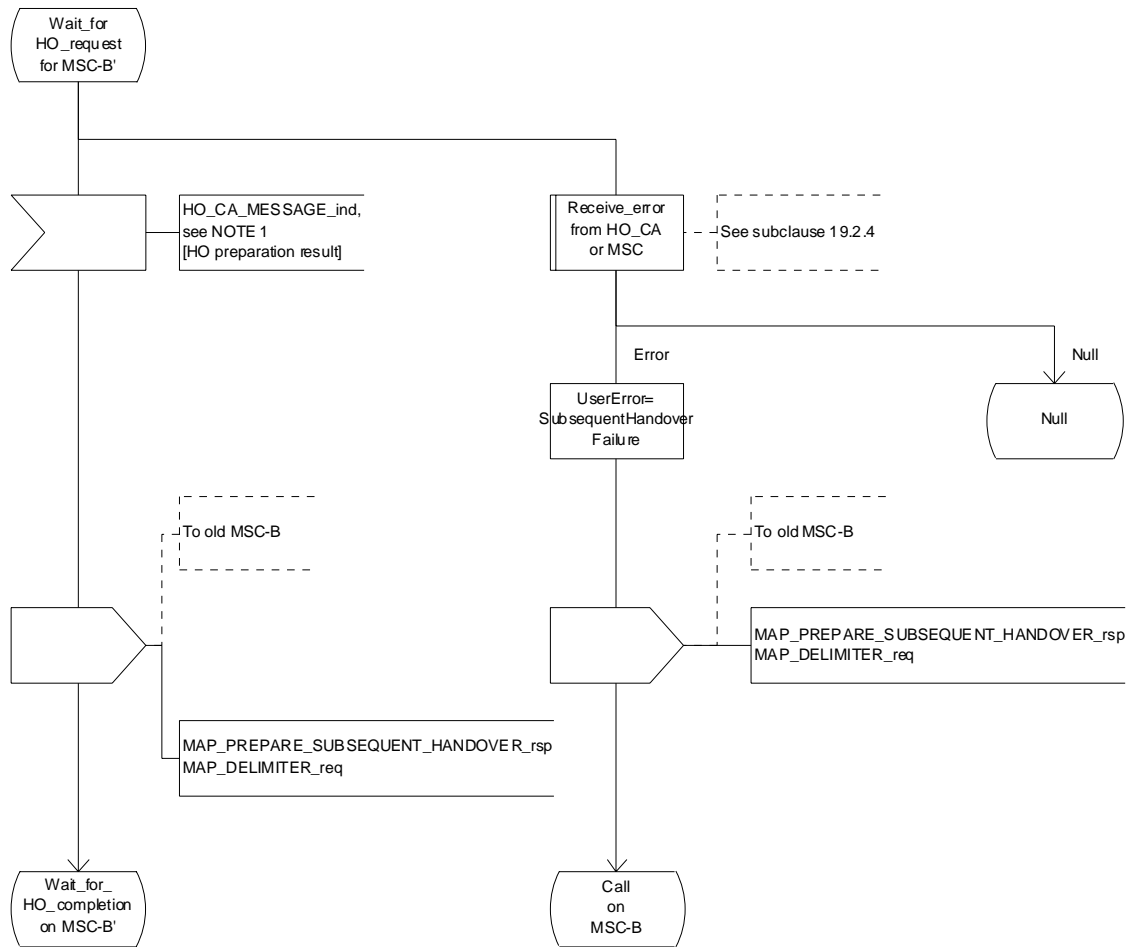 Wait_for
HO_request
for MSC-B'
HO_CA_MESSAGE_ind,
see NOTE 1
[HO preparation result]
Receive_error
from HO_CA
or MSC
See subclause 19.2.4
Error
Null
UserError=
SubsequentHandover
Failure
Null
To old MSC-B
To old MSC-B
MAP_PREPARE_SUBSEQUENT_HANDOVER_rsp
MAP_DELIMITER_req
MAP_PREPARE_SUBSEQUENT_HANDOVER_rsp
MAP_DELIMITER_req
Wait_for_
HO_completion
on MSC-B'
Call
on
MSC-B